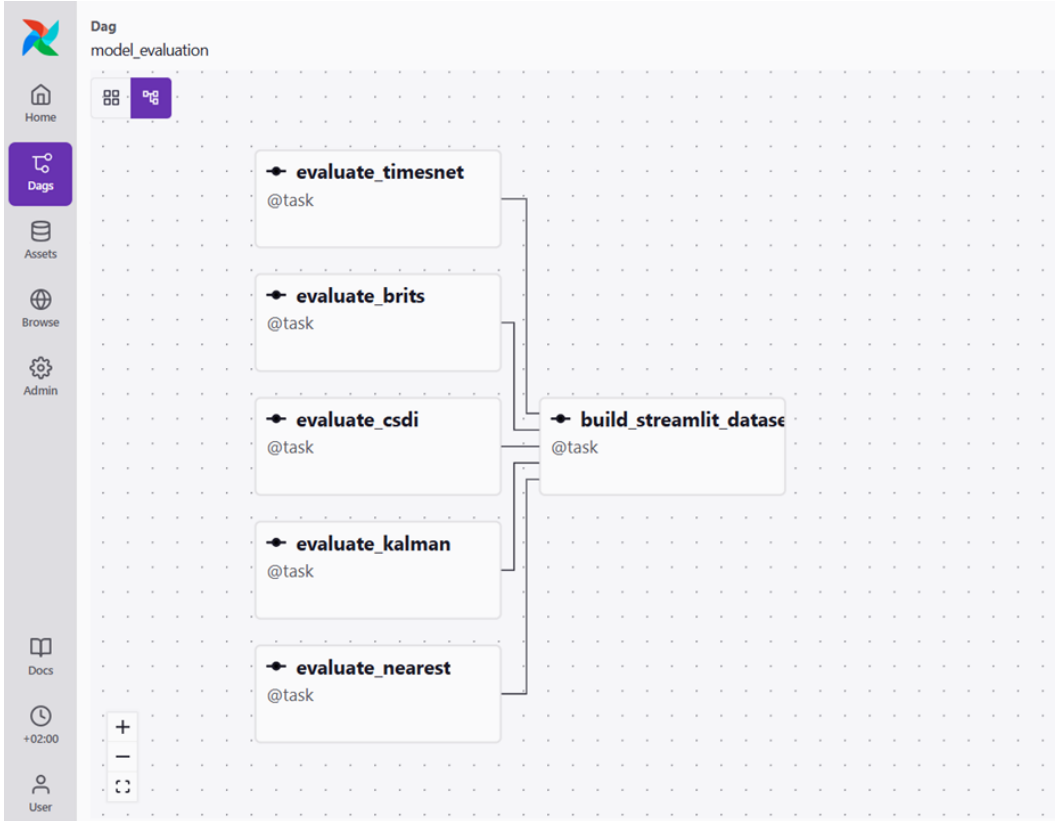 Dag
model_evaluation
Home
Dags
Assets
Browse
Admin
Docs
+02:00
User
evaluate_timesnet
@task
evaluate_brits
@task
evaluate_csdi
@task
build_streamlit_datase
@task
evaluate_kalman
@task
evaluate_nearest
@task